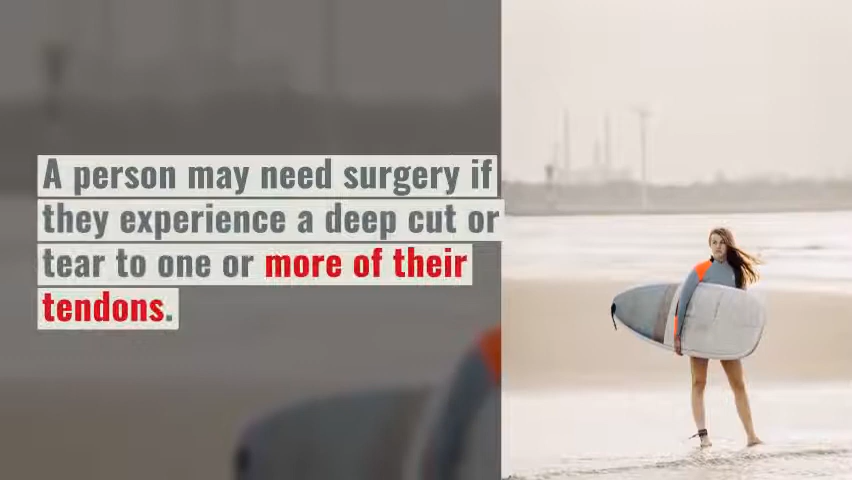 A person may need surgery if
they experience a deep cut or
tear to one or more of their
tendons.